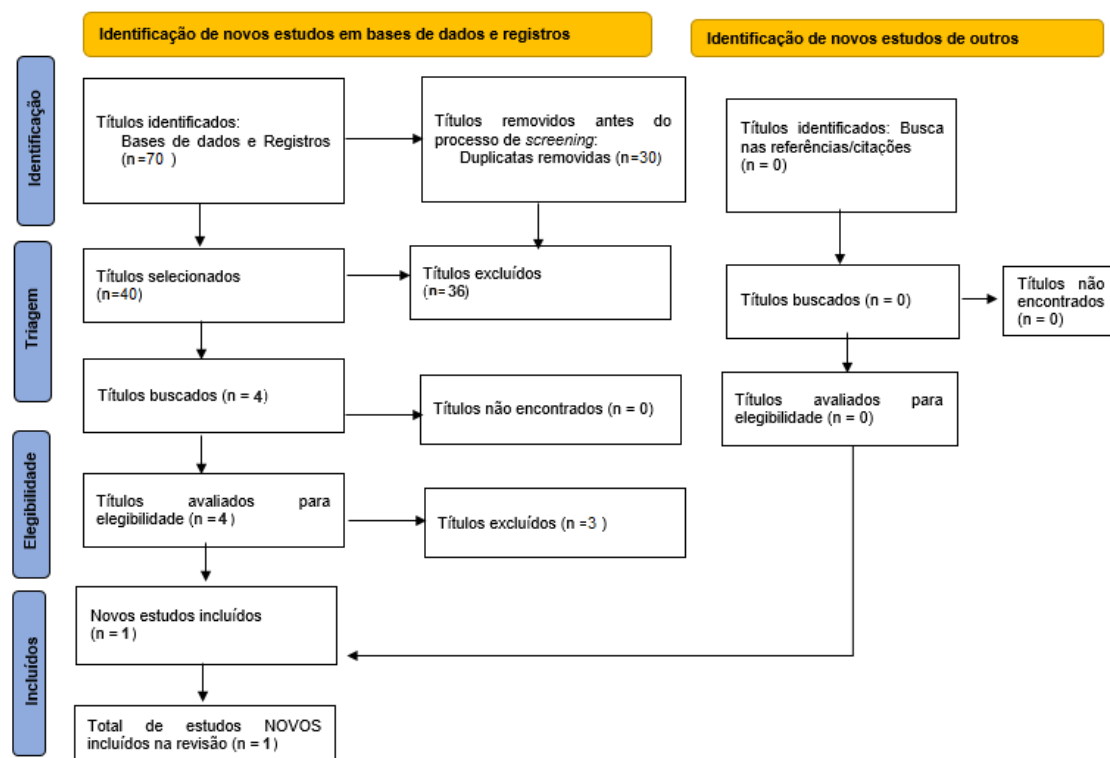 Identificação de novos estudos em bases de dados e registros
Identificação de novos estudos de outros
Identificação
Títulos identificados:
Bases de dados e Registros
(n=70 )
Títulos removidos antes do
processo de screening:
Duplicatas removidas (n=30)
Títulos identificados: Busca
nas referências/citações
(n = 0)
Triagem
Títulos selecionados
(n=40)
Títulos excluídos
(n= 36)
Títulos buscados (n = 0)
Títulos não
encontrados
(n = 0)
Títulos buscados (n = 4)
Títulos não encontrados (n = 0)
Títulos avaliados para
elegibilidade (n = 0)
Elegibilidade
Títulos avaliados para
elegibilidade (n =4 )
Títulos excluídos (n =3 )
Incluídos
Novos estudos incluídos
(n = 1 )
Total de estudos NOVOS
incluídos na revisão (n = 1 )